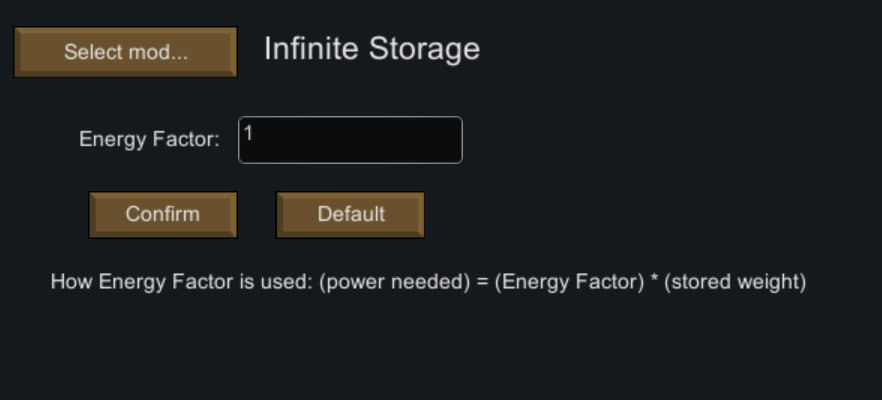 Select mod... Infinite Storage
Energy Factor: 1
Confirm Default
How Energy Factor is used: (power needed) = (Energy Factor) * (stored weight)